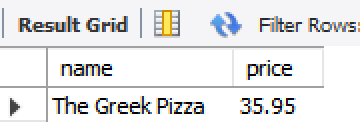 Result Grid Filter Rows:
name price
The Greek Pizza 35.95